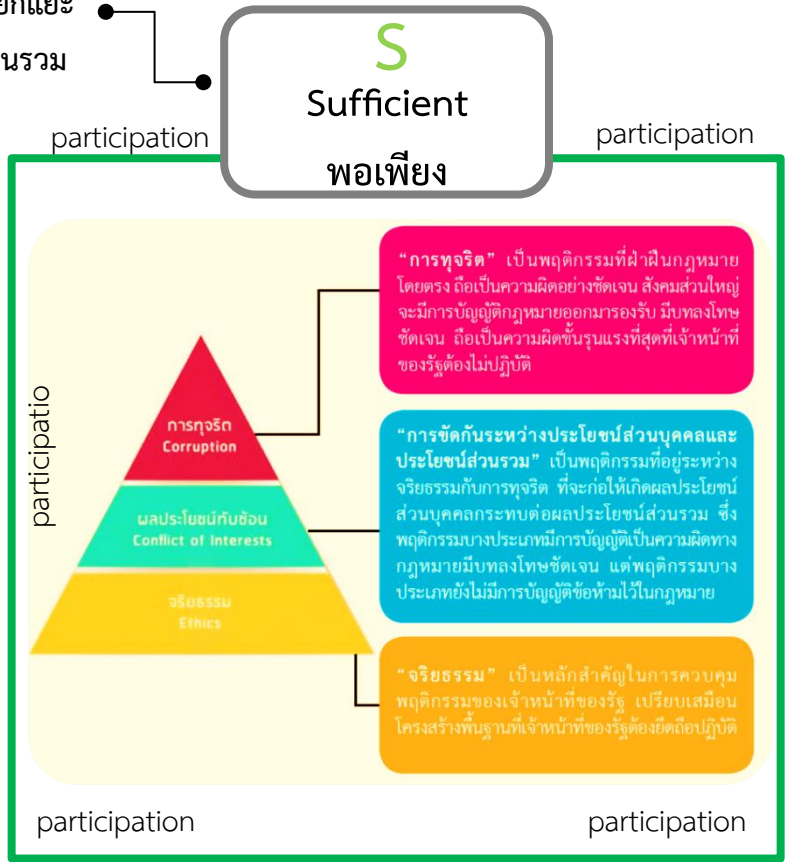 ยกแยะ
นรวม
S
Sufficient
พอเพียง
participation
participation
“การทุจริต” เป็นพฤติกรรมที่ฝ่าฝืนกฎหมาย
โดยตรง ถือเป็นความผิดอย่างชัดเจน สังคมส่วนใหญ่
จะมีการบัญญัติกฎหมายออกมารองรับ มีบทลงโทษ
ชัดเจน ถือเป็นความผิดขั้นรุนแรงที่สุดที่เจ้าหน้าที่
ของรัฐต้องไม่ปฏิบัติ
participatio
การทุจริต
Corruption
“การขัดกันระหว่างประโยชน์ส่วนบุคคลและ
ประโยชน์ส่วนรวม” เป็นพฤติกรรมที่อยู่ระหว่าง
จริยธรรมกับการทุจริต ที่จะก่อให้เกิดผลประโยชน์
ส่วนบุคคลกระทบต่อผลประโยชน์ส่วนรวม ซึ่ง
พฤติกรรมบางประเภทมีการบัญญัติเป็นความผิดทาง
กฎหมายมีบทลงโทษชัดเจน แต่พฤติกรรมบาง
ประเภทยังไม่มีการบัญญัติข้อห้ามไว้ในกฎหมาย
ผลประโยชน์ทับซ้อน
Conflict of Interests
จริยธรรม
Ethics
“จริยธรรม” เป็นหลักสำคัญในการควบคุม
พฤติกรรมของเจ้าหน้าที่ของรัฐ เปรียบเสมือน
โครงสร้างพื้นฐานที่เจ้าหน้าที่ของรัฐต้องยึดถือปฏิบัติ
participation
participation